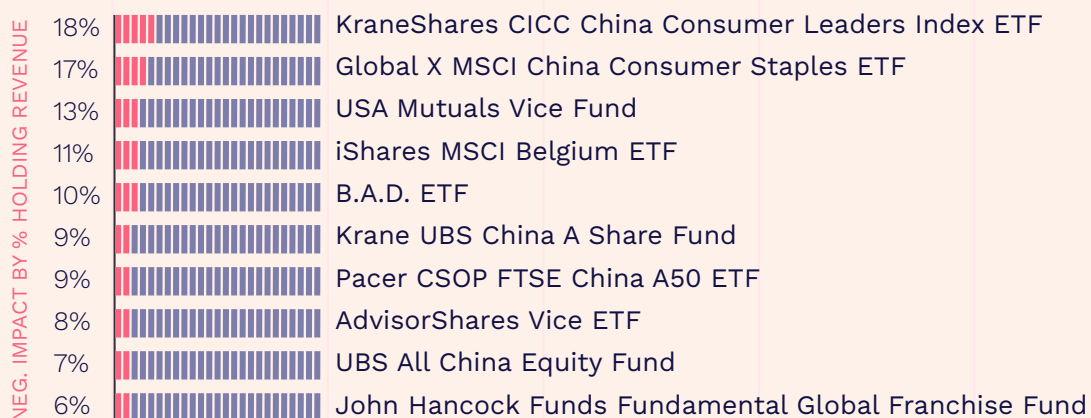 NEG. IMPACT BY % HOLDING REVENUE
18% KraneShares CICC China Consumer Leaders Index ETF
17% Global X MSCI China Consumer Staples ETF
13% USA Mutuals Vice Fund
11% iShares MSCI Belgium ETF
10% B.A.D. ETF
9% Krane UBS China A Share Fund
9% Pacer CSOP FTSE China A50 ETF
8% AdvisorShares Vice ETF
7% UBS All China Equity Fund
6% John Hancock Funds Fundamental Global Franchise Fund